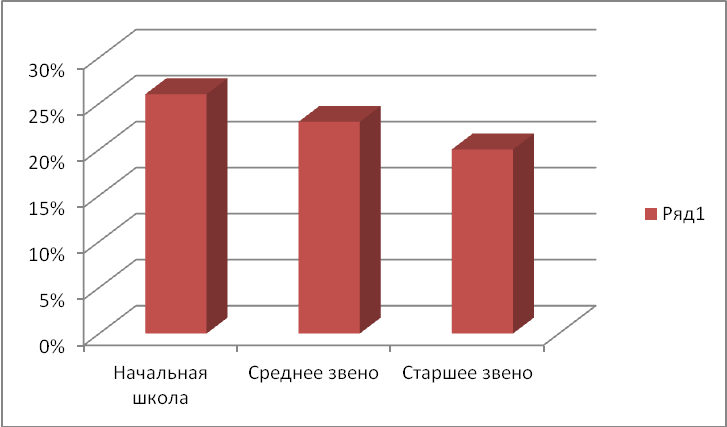 30%
25%
20%
15%
10%
5%
0%
Начальная
школа
Среднее звено
Старшее звено
Ряд1